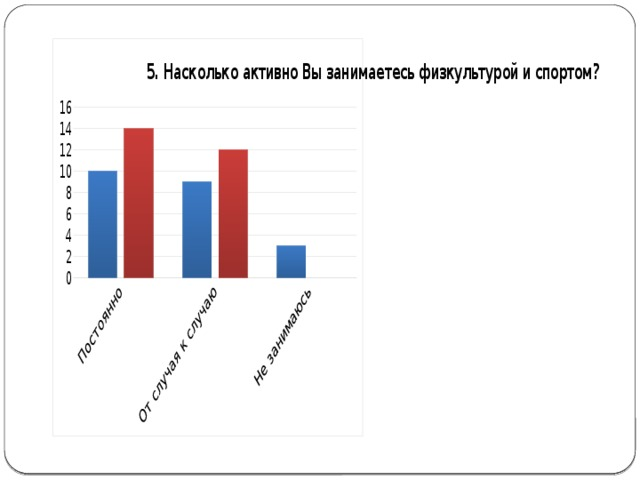 5. Насколько активно Вы занимаетесь физкультурой и спортом?
16
14
12
10
8
6
4
2
0
Постоянно
От случая к случаю
Не занимаюсь